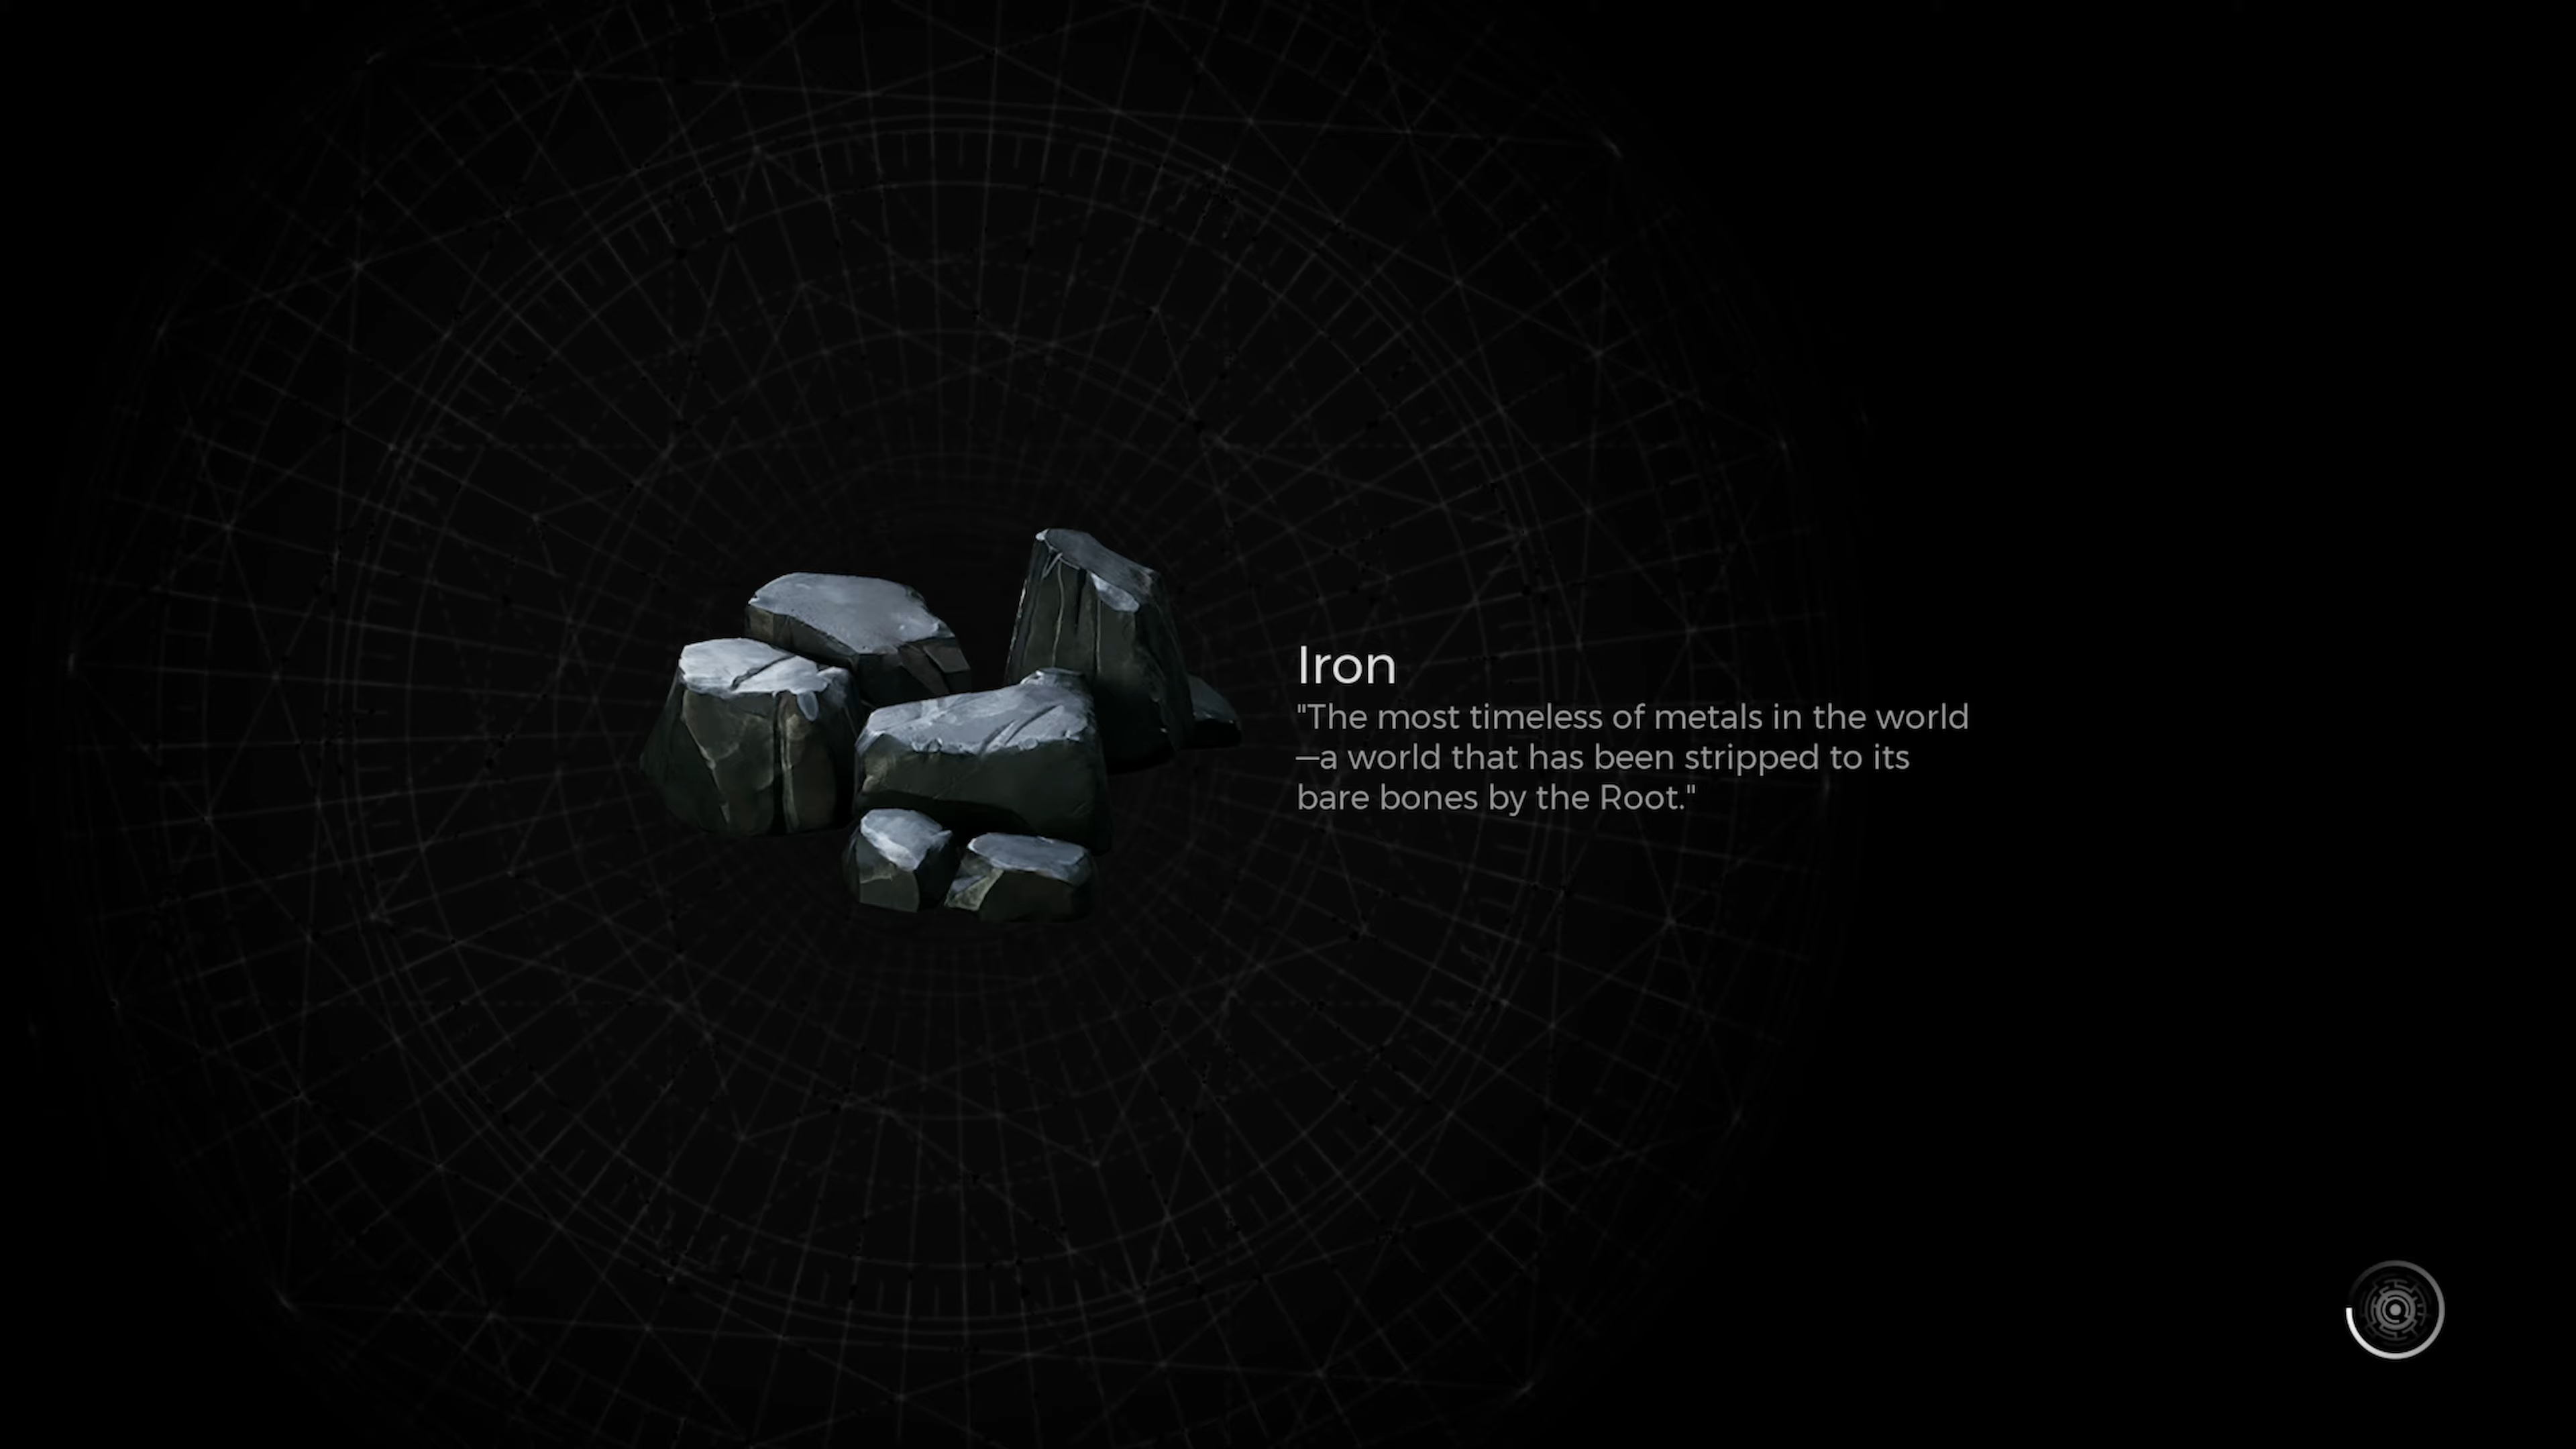 Iron
"The most timeless of metals in the world
—a world that has been stripped to its
bare bones by the Root."